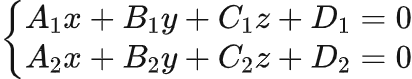 A₁x + B₁y + C₁z + D₁ = 0
A₂x + B₂y + C₂z + D₂ = 0